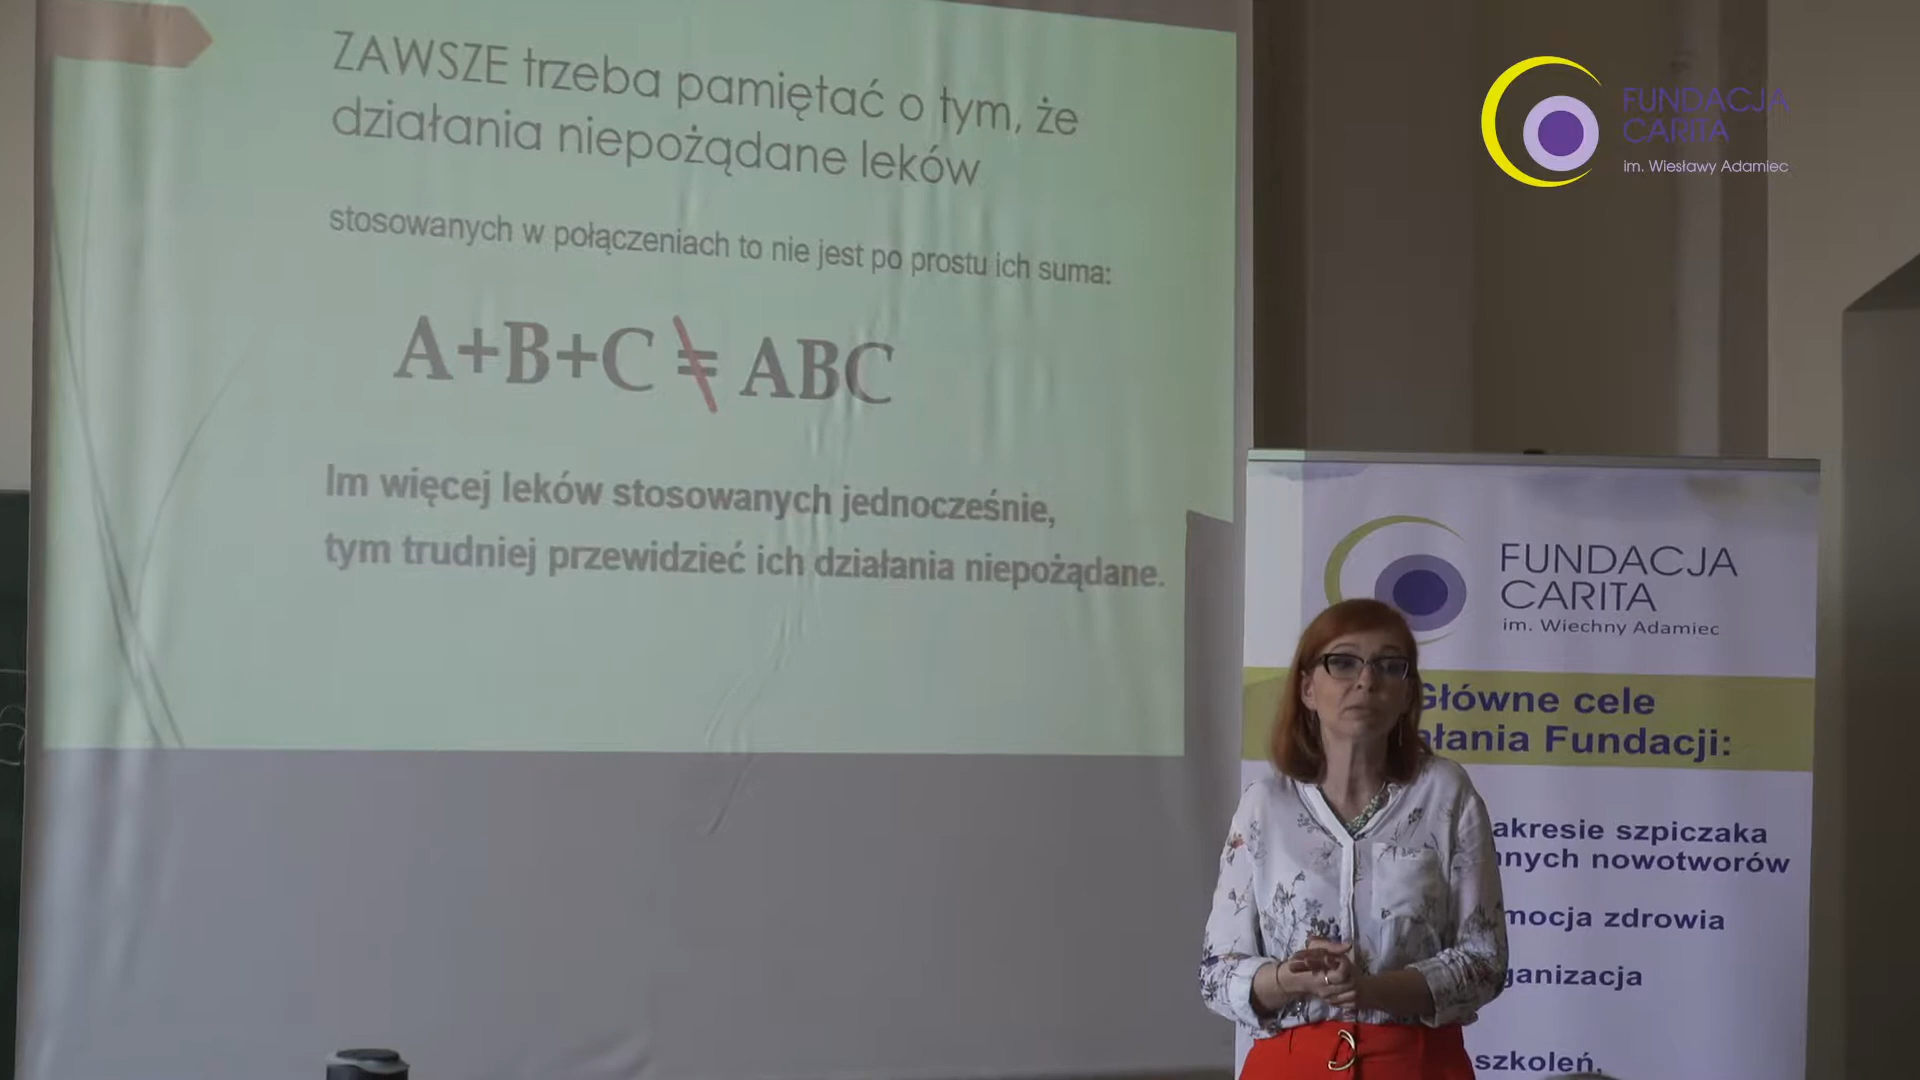 ZAWSZE trzeba pamiętać o tym, że
działania niepożądane leków
stosowanych w połączeniach to nie jest po prostu ich suma:
A+B+C ≠ ABC
Im więcej leków stosowanych jednocześnie,
tym trudniej przewidzieć ich działania niepożądane.
FUNDACJA
CARITA
im. Wiesławy Adamiec
FUNDACJA
CARITA
im. Wiechny Adamiec
Główne cele
ałania Fundacji:
akresie szpiczaka
nnych nowotworów
mocja zdrowia
ganizacja
szkoleń,